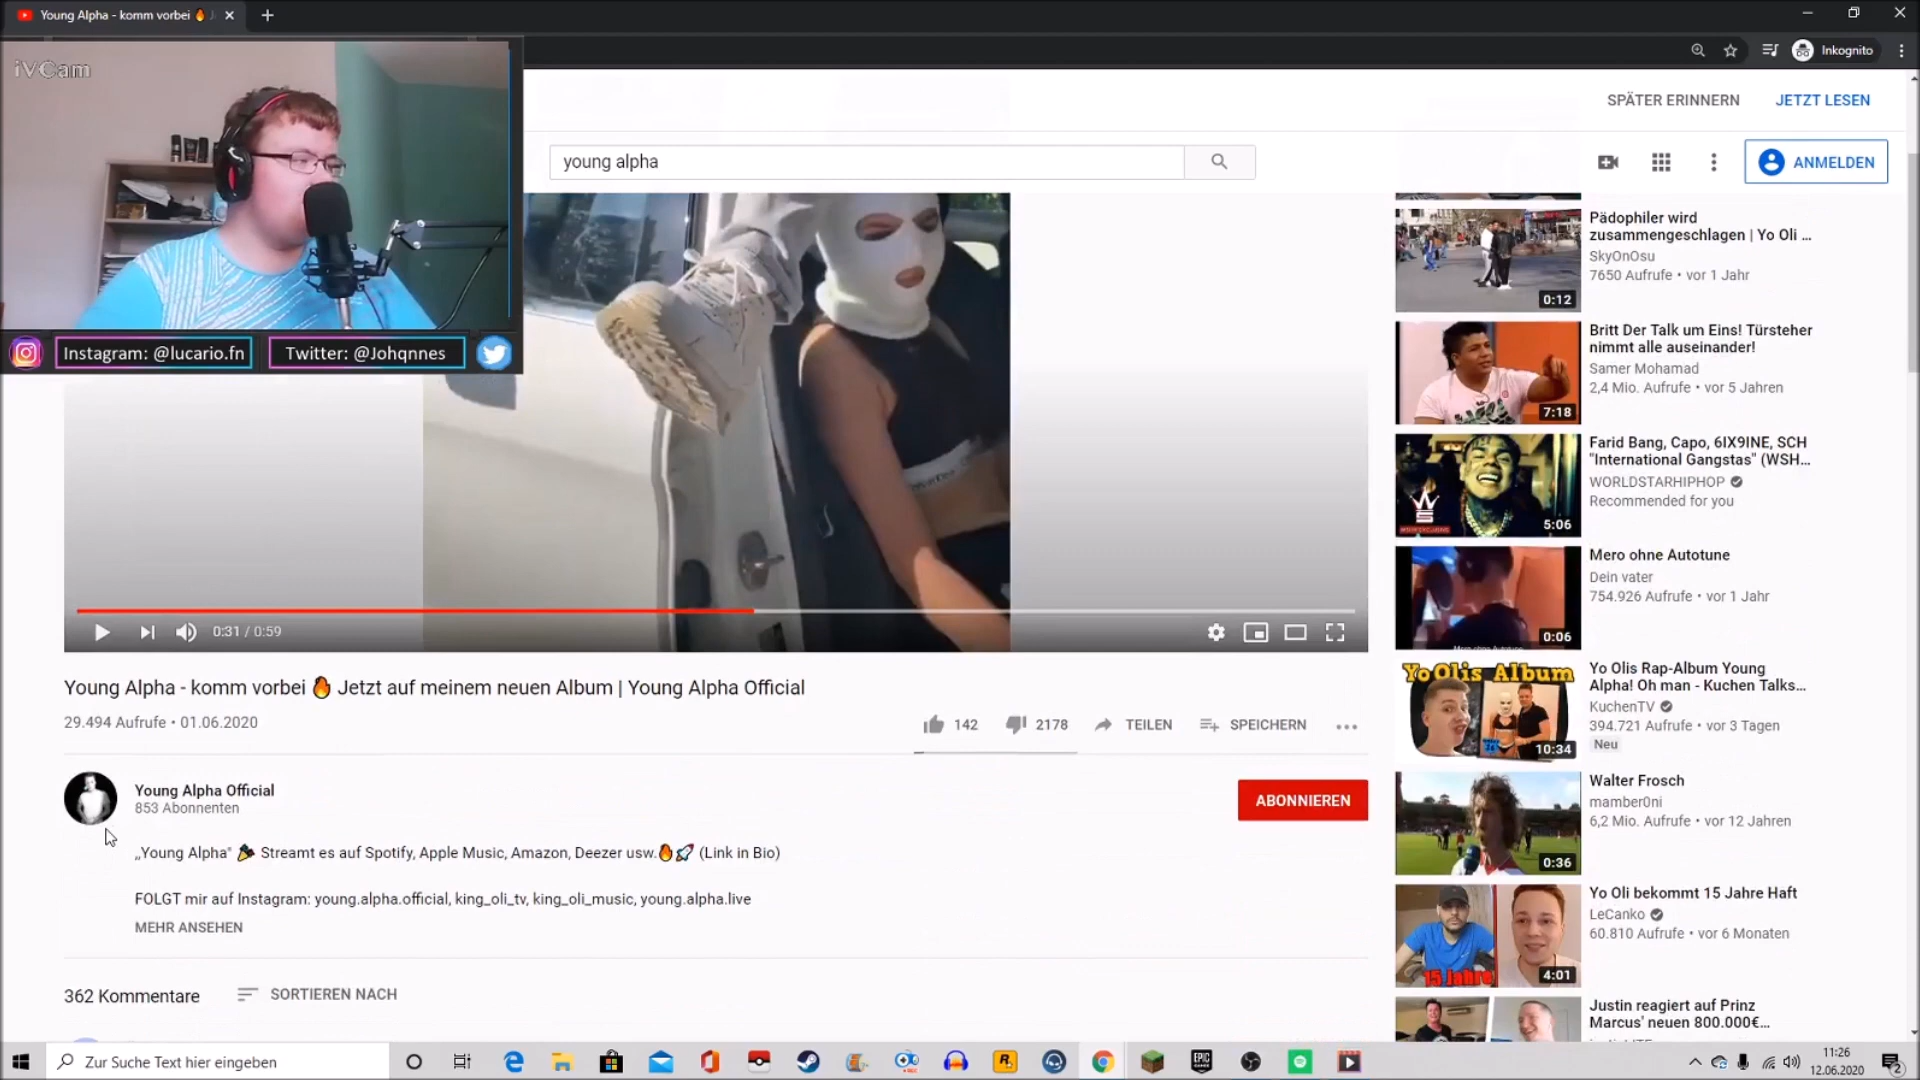 Young Alpha - komm vorbei 🔥 J
Inkognito
iVCam
SPÄTER ERINNERN
JETZT LESEN
young alpha
ANMELDEN
Instagram: @lucario.fn
Twitter: @Johqnnes
0:31 / 0:59
Young Alpha - komm vorbei 🔥 Jetzt auf meinem neuen Album | Young Alpha Official
29.494 Aufrufe • 01.06.2020
142
2178
TEILEN
SPEICHERN
Young Alpha Official
853 Abonnenten
ABONNIEREN
„Young Alpha" 🎉 Streamt es auf Spotify, Apple Music, Amazon, Deezer usw.🔥🚀 (Link in Bio)
FOLGT mir auf Instagram: young.alpha.official, king_oli_tv, king_oli_music, young.alpha.live
MEHR ANSEHEN
362 Kommentare
SORTIEREN NACH
Pädophiler wird
zusammengeschlagen | Yo Oli ...
SkyOnOsu
7650 Aufrufe • vor 1 Jahr
0:12
Britt Der Talk um Eins! Türsteher
nimmt alle auseinander!
Samer Mohamad
2,4 Mio. Aufrufe • vor 5 Jahren
7:18
Farid Bang, Capo, 6IX9INE, SCH
"International Gangstas" (WSH...
WORLDSTARHIPHOP
Recommended for you
5:06
Mero ohne Autotune
Dein vater
754.926 Aufrufe • vor 1 Jahr
0:06
Yo Olis Album
Yo Olis Rap-Album Young
Alpha! Oh man - Kuchen Talks...
KuchenTV
394.721 Aufrufe • vor 3 Tagen
Neu
10:34
Walter Frosch
mamber0ni
6,2 Mio. Aufrufe • vor 12 Jahren
0:36
Yo Oli bekommt 15 Jahre Haft
LeCanko
60.810 Aufrufe • vor 6 Monaten
15 Jahre
4:01
Justin reagiert auf Prinz
Marcus' neuen 800.000€...
Zur Suche Text hier eingeben
11:26
12.06.2020
2